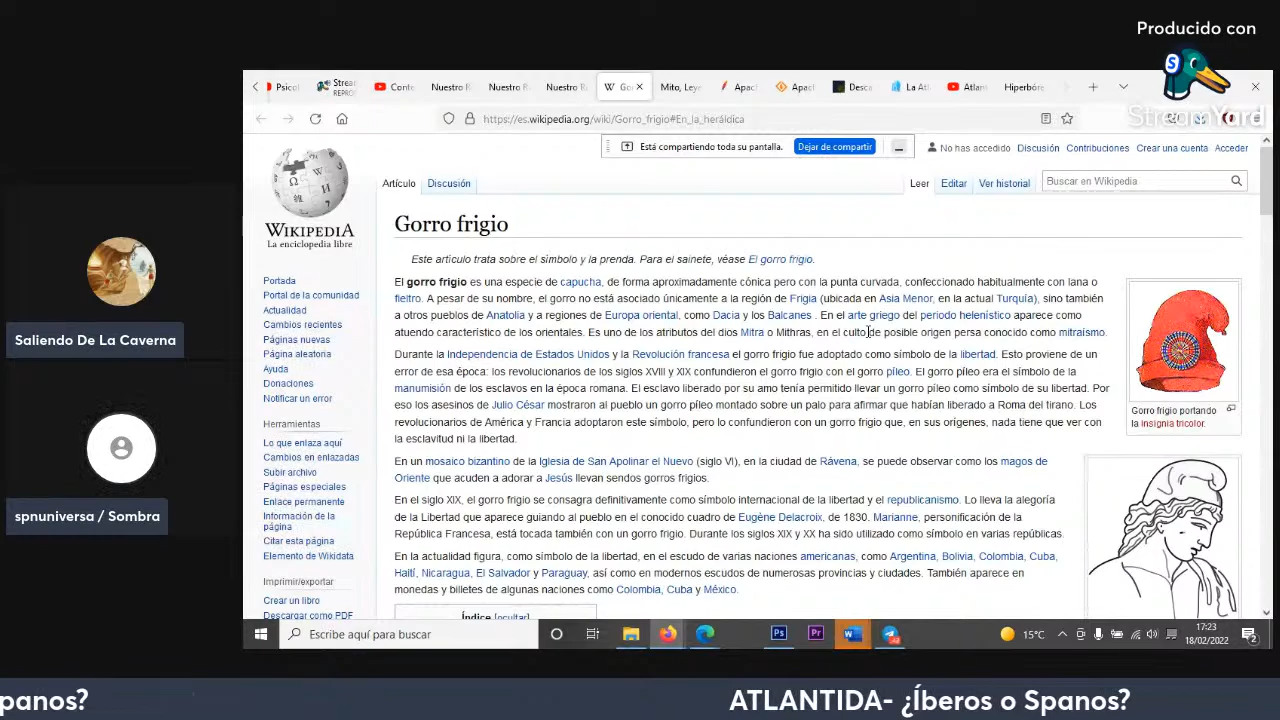 Producido con
StreamYard
Psicol
Stream
REPRO
Conte
Nuestro R
Nuestro R
Nuestro R
Gor
Mito, Leye
Apach
Apach
Desca
La Atl
Atlant
Hiperbóre
https://es.wikipedia.org/wiki/Gorro_frigio#En_la_heráldica
Está compartiendo toda su pantalla.
Dejar de compartir
No has accedido Discusión Contribuciones Crear una cuenta Acceder
Artículo Discusión
Leer Editar Ver historial
Buscar en Wikipedia
WIKIPEDIA
La enciclopedia libre
Portada
Portal de la comunidad
Actualidad
Cambios recientes
Páginas nuevas
Página aleatoria
Ayuda
Donaciones
Notificar un error
Herramientas
Lo que enlaza aquí
Cambios en enlazadas
Subir archivo
Páginas especiales
Enlace permanente
Información de la
página
Citar esta página
Elemento de Wikidata
Imprimir/exportar
Crear un libro
Descargar como PDF
Gorro frigio
Este artículo trata sobre el símbolo y la prenda. Para el sainete, véase El gorro frigio.
El gorro frigio es una especie de capucha, de forma aproximadamente cónica pero con la punta curvada, confeccionado habitualmente con lana o
fieltro. A pesar de su nombre, el gorro no está asociado únicamente a la región de Frigia (ubicada en Asia Menor, en la actual Turquía), sino también
a otros pueblos de Anatolia y a regiones de Europa oriental, como Dacia y los Balcanes . En el arte griego del periodo helenístico aparece como
atuendo característico de los orientales. Es uno de los atributos del dios Mitra o Mithras, en el culto de posible origen persa conocido como mitraísmo.
Durante la Independencia de Estados Unidos y la Revolución francesa el gorro frigio fue adoptado como símbolo de la libertad. Esto proviene de un
error de esa época: los revolucionarios de los siglos XVIII y XIX confundieron el gorro frigio con el gorro píleo. El gorro píleo era el símbolo de la
manumisión de los esclavos en la época romana. El esclavo liberado por su amo tenía permitido llevar un gorro píleo como símbolo de su libertad. Por
eso los asesinos de Julio César mostraron al pueblo un gorro píleo montado sobre un palo para afirmar que habían liberado a Roma del tirano. Los
revolucionarios de América y Francia adoptaron este símbolo, pero lo confundieron con un gorro frigio que, en sus orígenes, nada tiene que ver con
la esclavitud ni la libertad.
En un mosaico bizantino de la Iglesia de San Apolinar el Nuevo (siglo VI), en la ciudad de Rávena, se puede observar como los magos de
Oriente que acuden a adorar a Jesús llevan sendos gorros frigios.
En el siglo XIX, el gorro frigio se consagra definitivamente como símbolo internacional de la libertad y el republicanismo. Lo lleva la alegoría
de la Libertad que aparece guiando al pueblo en el conocido cuadro de Eugène Delacroix, de 1830. Marianne, personificación de la
República Francesa, está tocada también con un gorro frigio. Durante los siglos XIX y XX ha sido utilizado como símbolo en varias repúblicas.
En la actualidad figura, como símbolo de la libertad, en el escudo de varias naciones americanas, como Argentina, Bolivia, Colombia, Cuba,
Haití, Nicaragua, El Salvador y Paraguay, así como en modernos escudos de numerosas provincias y ciudades. También aparece en
monedas y billetes de algunas naciones como Colombia, Cuba y México.
Índice [ocultar]
Gorro frigio portando
la insignia tricolor.
Saliendo De La Caverna
spnuniversa / Sombra
Escribe aquí para buscar
15°C
17:23
18/02/2022
panos?
ATLANTIDA- ¿Íberos o Spanos?